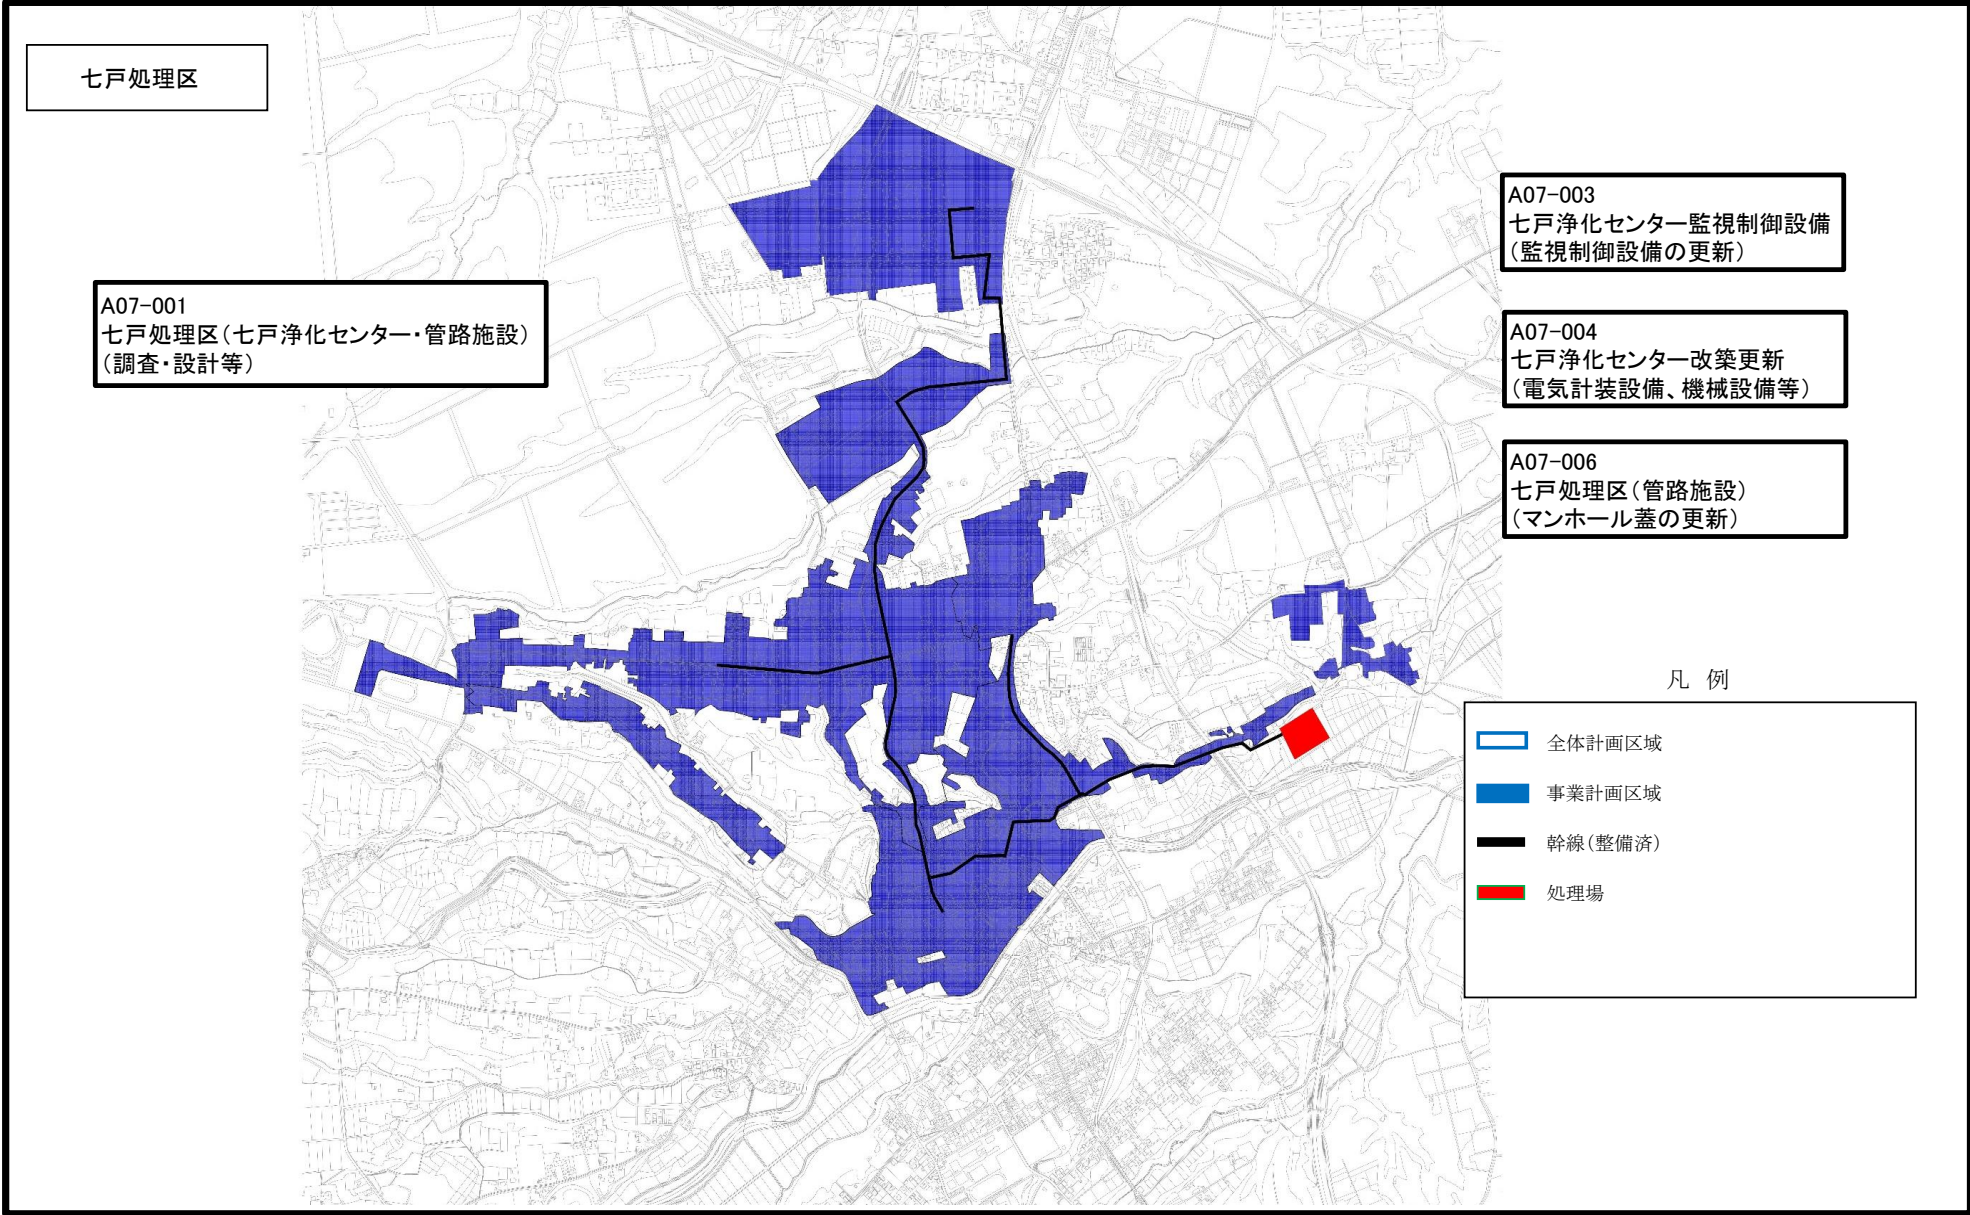 七戸処理区
A07-001
七戸処理区（七戸浄化センター・管路施設）
（調査・設計等）
A07-003
七戸浄化センター監視制御設備
（監視制御設備の更新）
A07-004
七戸浄化センター改築更新
（電気計装設備、機械設備等）
A07-006
七戸処理区（管路施設）
（マンホール蓋の更新）
凡 例
全体計画区域
事業計画区域
幹線（整備済）
処理場